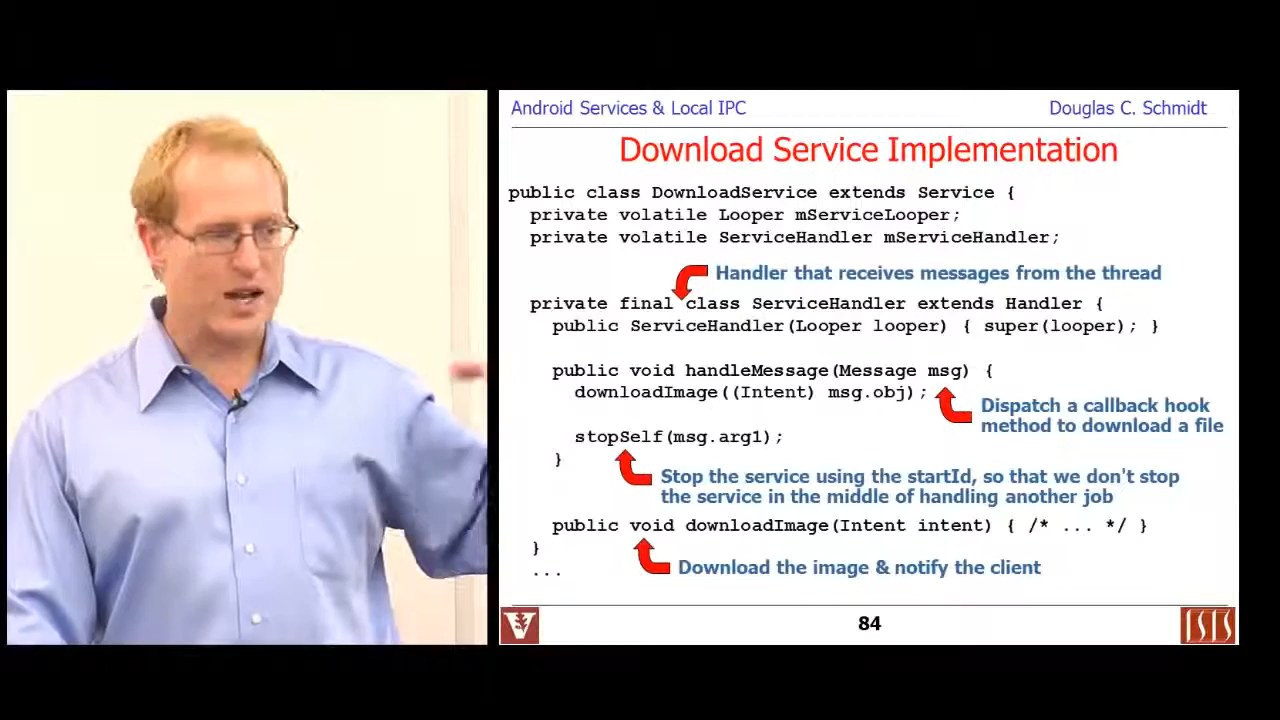 Android Services & Local IPC
Douglas C. Schmidt
Download Service Implementation
public class DownloadService extends Service {
private volatile Looper mServiceLooper;
private volatile ServiceHandler mServiceHandler;
Handler that receives messages from the thread
private final class ServiceHandler extends Handler {
public ServiceHandler(Looper looper) { super(looper); }
public void handleMessage(Message msg) {
downloadImage((Intent) msg.obj);
Dispatch a callback hook
method to download a file
stopSelf(msg.arg1);
}
Stop the service using the startId, so that we don't stop
the service in the middle of handling another job
public void downloadImage(Intent intent) { /* ... */ }
}
Download the image & notify the client
...
V
84
ISIS